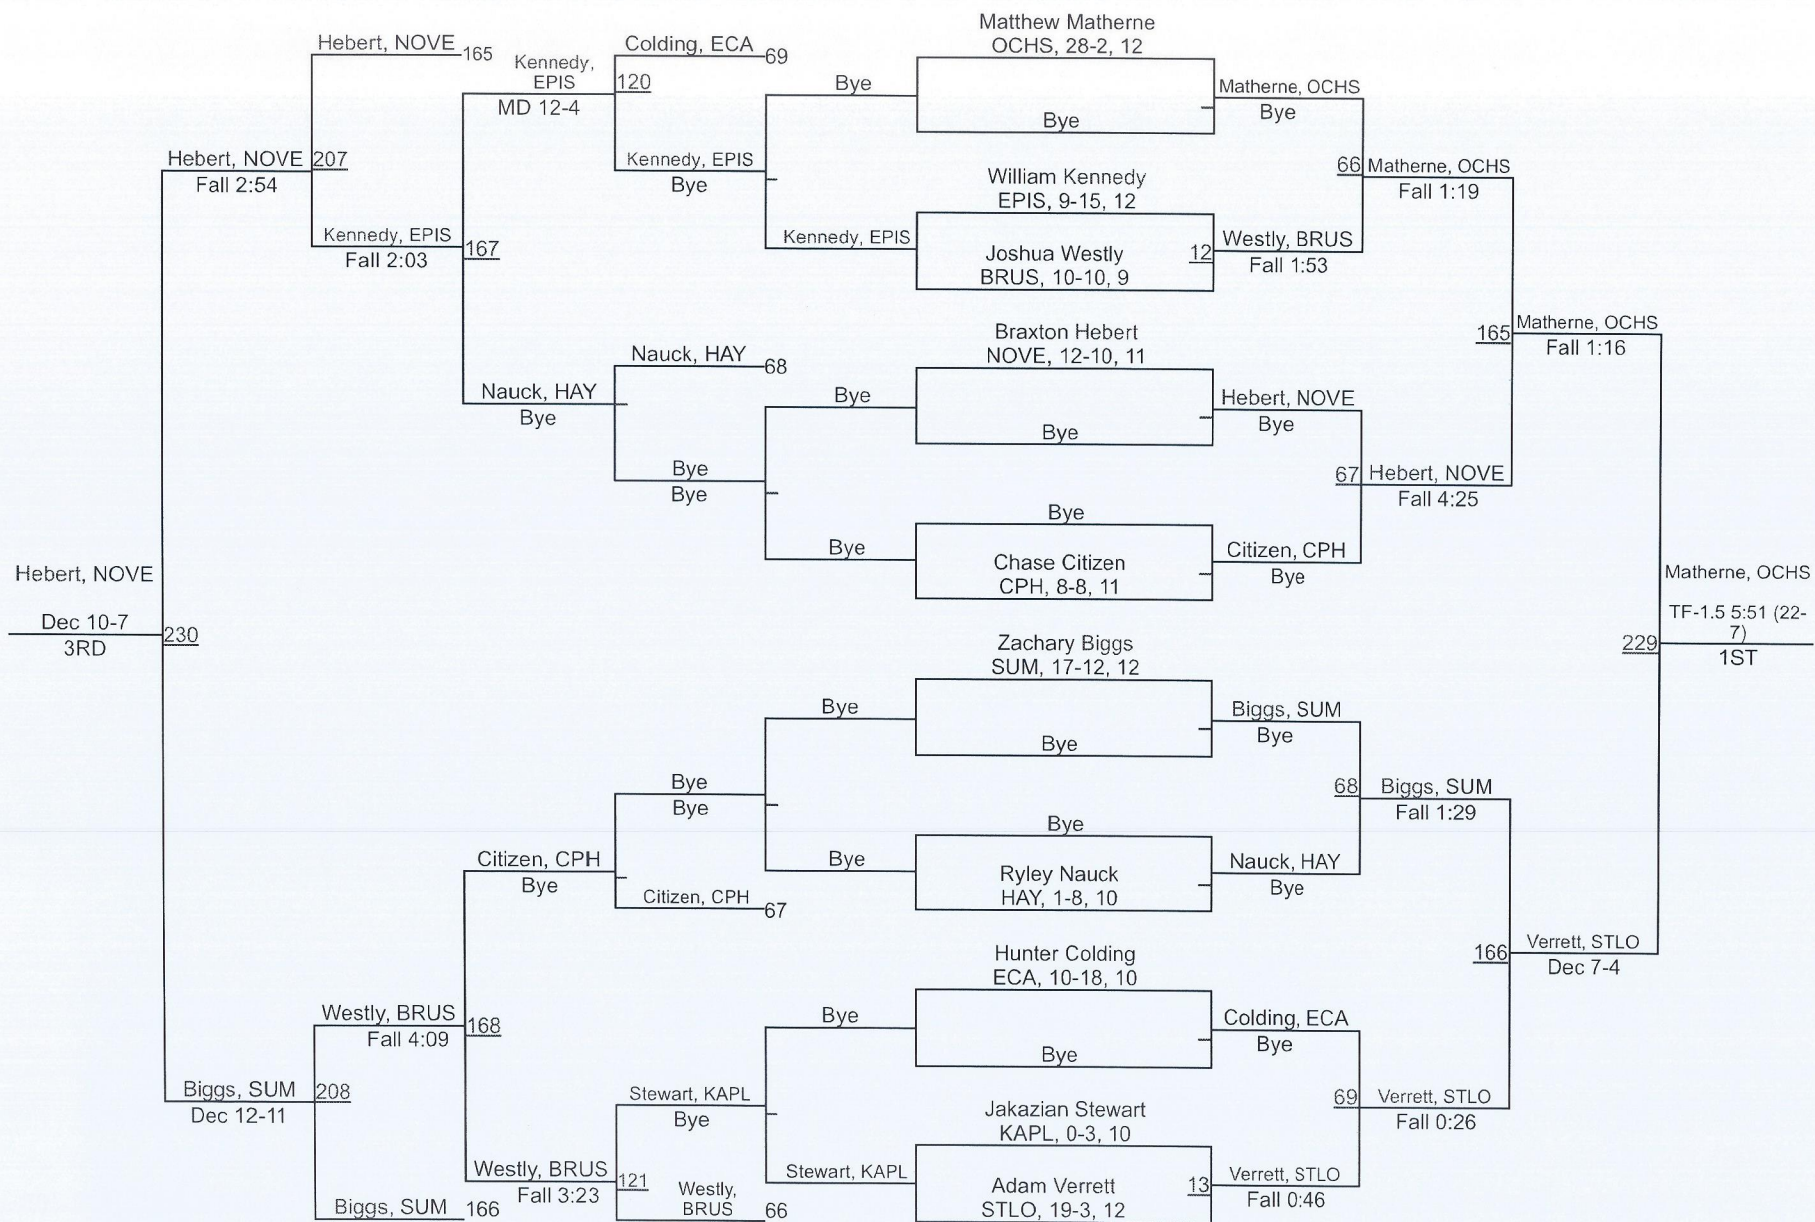 Matthew Matherne
OCHS, 28-2, 12
Bye
William Kennedy
EPIS, 9-15, 12
Joshua Westly
BRUS, 10-10, 9
12
Braxton Hebert
NOVE, 12-10, 11
Bye
Bye
Chase Citizen
CPH, 8-8, 11
Zachary Biggs
SUM, 17-12, 12
Bye
Bye
Ryley Nauck
HAY, 1-8, 10
Hunter Colding
ECA, 10-18, 10
Bye
Jakazian Stewart
KAPL, 0-3, 10
Adam Verrett
STLO, 19-3, 12
13
Matherne, OCHS
Bye
Westly, BRUS
Fall 1:53
Hebert, NOVE
Bye
Citizen, CPH
Bye
Biggs, SUM
Bye
Nauck, HAY
Bye
Colding, ECA
Bye
Verrett, STLO
Fall 0:46
66
Matherne, OCHS
Fall 1:19
67
Hebert, NOVE
Fall 4:25
68
Biggs, SUM
Fall 1:29
69
Verrett, STLO
Fall 0:26
165
Matherne, OCHS
Fall 1:16
166
Verrett, STLO
Dec 7-4
229
Matherne, OCHS
TF-1.5 5:51 (22-
7)
1ST
Bye
Kennedy, EPIS
Bye
Bye
Bye
Bye
Bye
Stewart, KAPL
Colding, ECA
69
Kennedy, EPIS
Bye
Nauck, HAY
68
Bye
Bye
Bye
Bye
Citizen, CPH
67
Stewart, KAPL
Bye
Westly,
BRUS
66
Kennedy,
EPIS
120
MD 12-4
Nauck, HAY
Bye
Citizen, CPH
Bye
Westly, BRUS
121
Fall 3:23
Hebert, NOVE
165
Kennedy, EPIS
167
Fall 2:03
Westly, BRUS
168
Fall 4:09
Biggs, SUM
166
Hebert, NOVE
207
Fall 2:54
Biggs, SUM
208
Dec 12-11
Hebert, NOVE
Dec 10-7
230
3RD